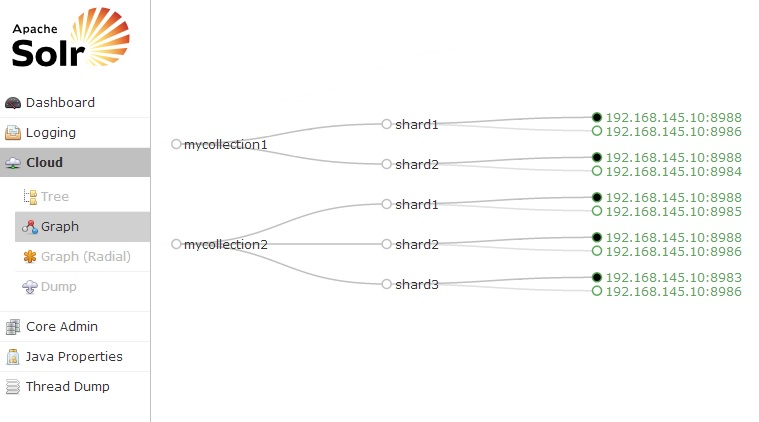 Apache
Solr
Dashboard
Logging
Cloud
Tree
Graph
Graph (Radial)
Dump
Core Admin
Java Properties
Thread Dump
mycollection1
shard1
192.168.145.10:8988
192.168.145.10:8986
shard2
192.168.145.10:8988
192.168.145.10:8984
mycollection2
shard1
192.168.145.10:8988
192.168.145.10:8985
shard2
192.168.145.10:8988
192.168.145.10:8986
shard3
192.168.145.10:8983
192.168.145.10:8986